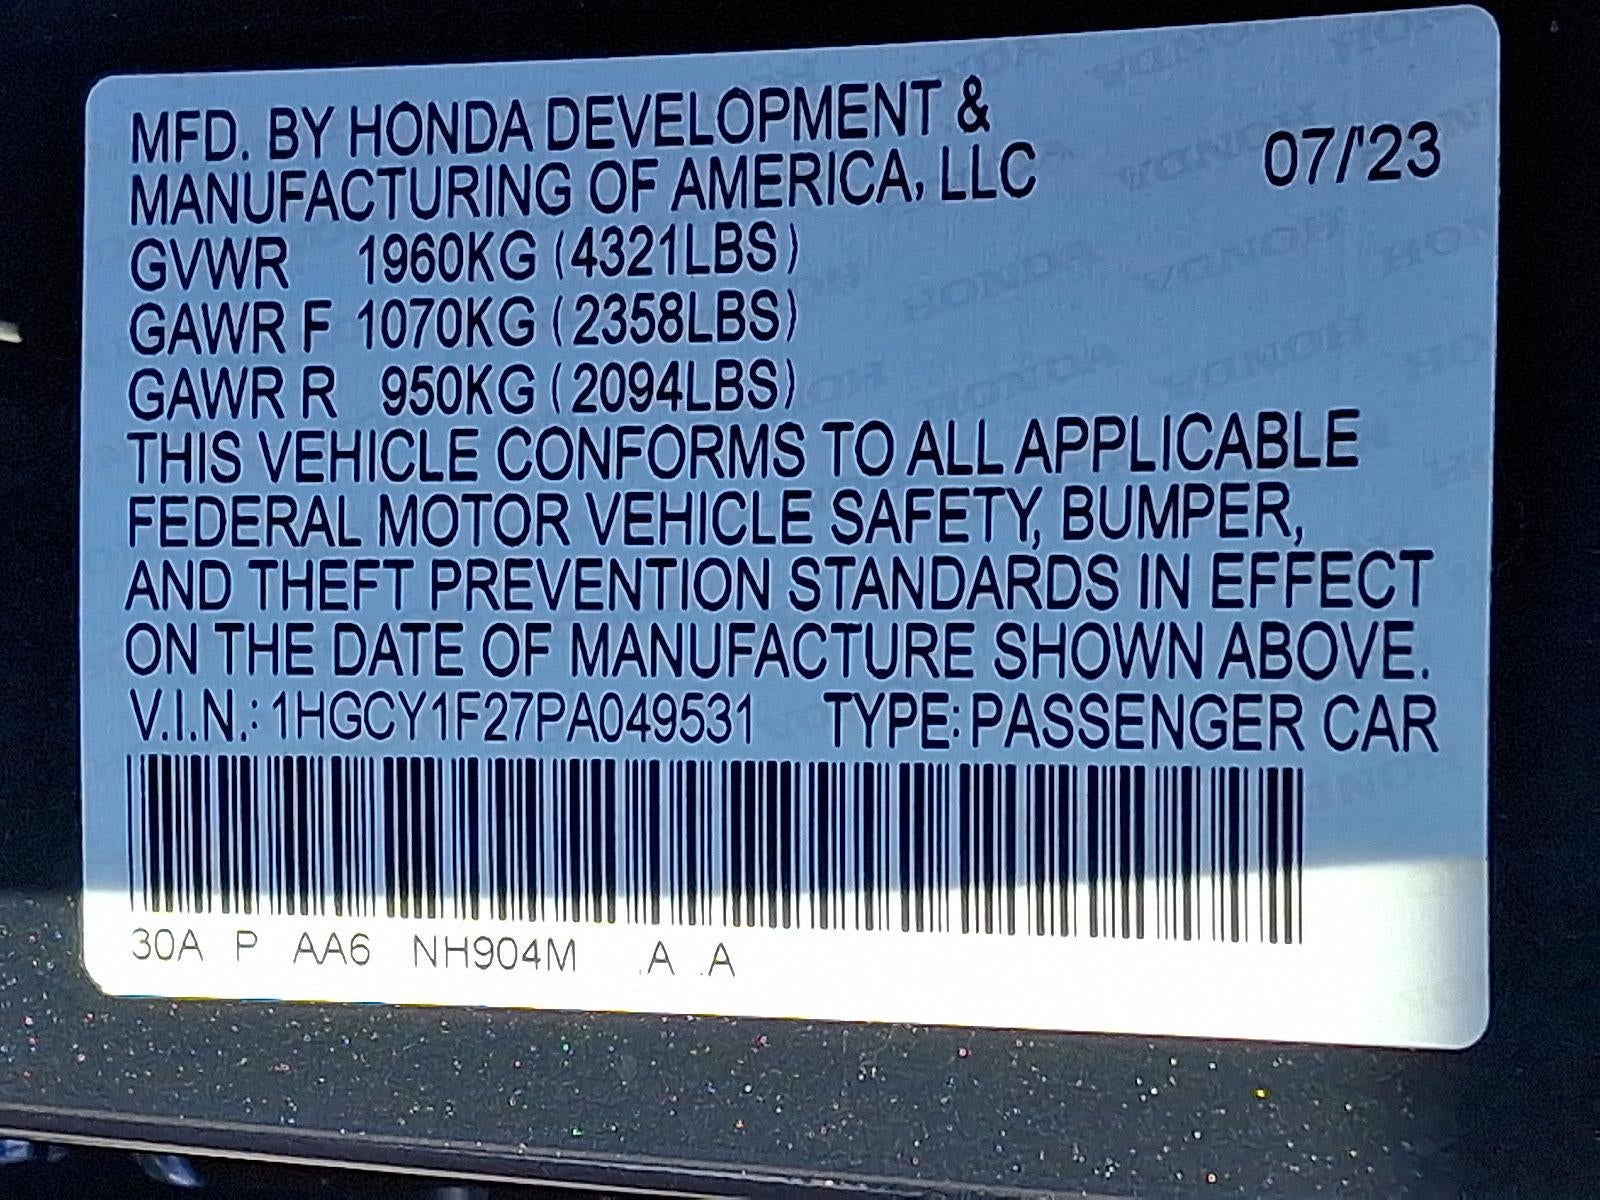 MFD. BY HONDA DEVELOPMENT &
MANUFACTURING OF AMERICA, LLC 07/'23
GVWR 1960KG (4321LBS)
GAWR F 1070KG (2358LBS)
GAWR R 950KG (2094LBS)
THIS VEHICLE CONFORMS TO ALL APPLICABLE
FEDERAL MOTOR VEHICLE SAFETY, BUMPER,
AND THEFT PREVENTION STANDARDS IN EFFECT
ON THE DATE OF MANUFACTURE SHOWN ABOVE.
V.I.N.: 1HGCY1F27PA049531 TYPE: PASSENGER CAR
30A P AA6 NH904M .A .A